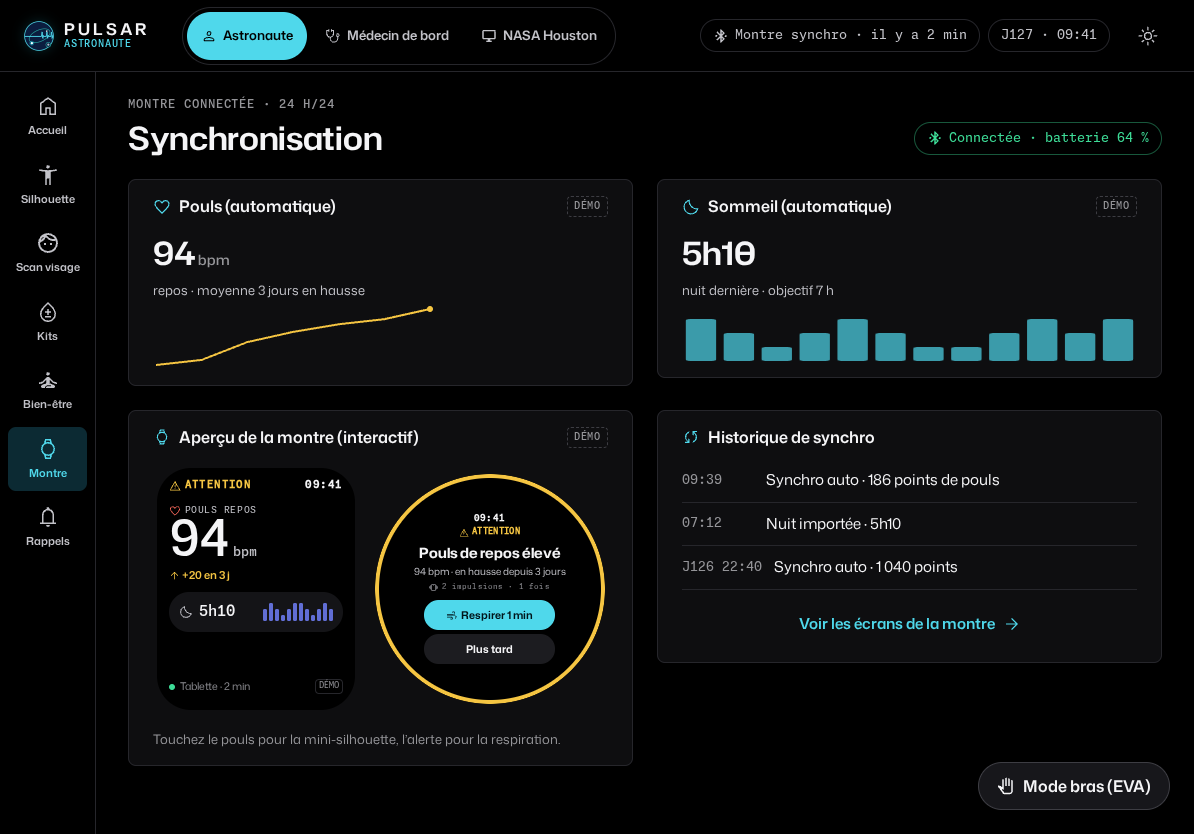 PULSAR
ASTRONAUTE
Astronaute
Médecin de bord
NASA Houston
Montre synchro · il y a 2 min
J127 · 09:41
Accueil
Silhouette
Scan visage
Kits
Bien-être
Montre
Rappels
MONTRE CONNECTÉE · 24 H/24
Synchronisation
Connectée · batterie 64 %
Pouls (automatique)
DÉMO
94 bpm
repos · moyenne 3 jours en hausse
Sommeil (automatique)
DÉMO
5h10
nuit dernière · objectif 7 h
Aperçu de la montre (interactif)
DÉMO
ATTENTION 09:41
POULS REPOS
94 bpm
↑ +20 en 3 j
5h10
Tablette · 2 min
DÉMO
09:41
ATTENTION
Pouls de repos élevé
94 bpm · en hausse depuis 3 jours
2 impulsions · 1 fois
Respirer 1 min
Plus tard
Touchez le pouls pour la mini-silhouette, l'alerte pour la respiration.
Historique de synchro
09:39 Synchro auto · 186 points de pouls
07:12 Nuit importée · 5h10
J126 22:40 Synchro auto · 1 040 points
Voir les écrans de la montre →
Mode bras (EVA)